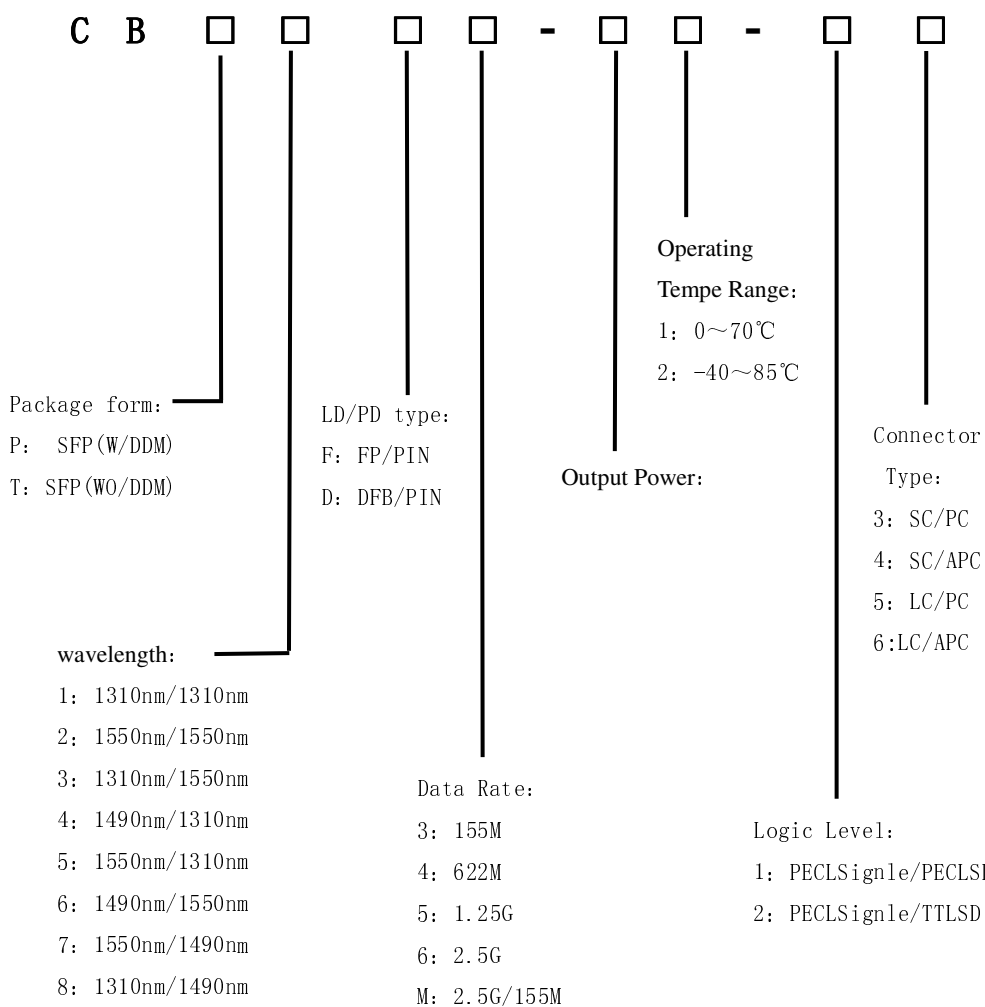 C B □ □ □ □ - □ □ - □ □
Operating
Tempe Range：
1：0～70℃
2：-40～85℃
Package form：
P： SFP(W/DDM)
T：SFP(WO/DDM)
LD/PD type：
F：FP/PIN
D：DFB/PIN
Output Power：
Connector
Type：
3：SC/PC
4：SC/APC
5：LC/PC
6:LC/APC
wavelength：
1：1310nm/1310nm
2：1550nm/1550nm
3：1310nm/1550nm
4：1490nm/1310nm
5：1550nm/1310nm
6：1490nm/1550nm
7：1550nm/1490nm
8：1310nm/1490nm
Data Rate：
3：155M
4：622M
5：1.25G
6：2.5G
M：2.5G/155M
Logic Level：
1：PECLSignle/PECLS
2：PECLSignle/TTLSD